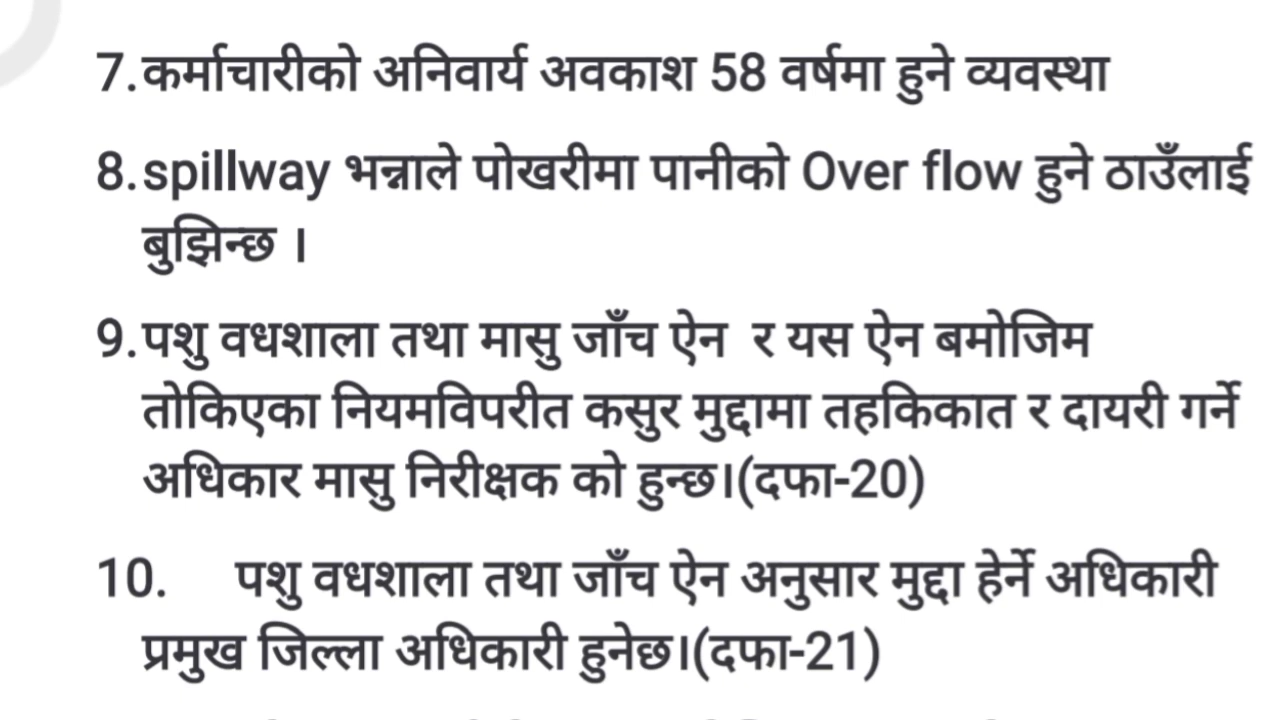 7.कर्माचारीको अनिवार्य अवकाश 58 वर्षमा हुने व्यवस्था
8.spillway भन्नाले पोखरीमा पानीको Over flow हुने ठाउँलाई
बुझिन्छ ।
9.पशु वधशाला तथा मासु जाँच ऐन र यस ऐन बमोजिम
तोकिएका नियमविपरीत कसुर मुद्दामा तहकिकात र दायरी गर्ने
अधिकार मासु निरीक्षक को हुन्छ।(दफा-20)
10. पशु वधशाला तथा जाँच ऐन अनुसार मुद्दा हेर्ने अधिकारी
प्रमुख जिल्ला अधिकारी हुनेछ।(दफा-21)